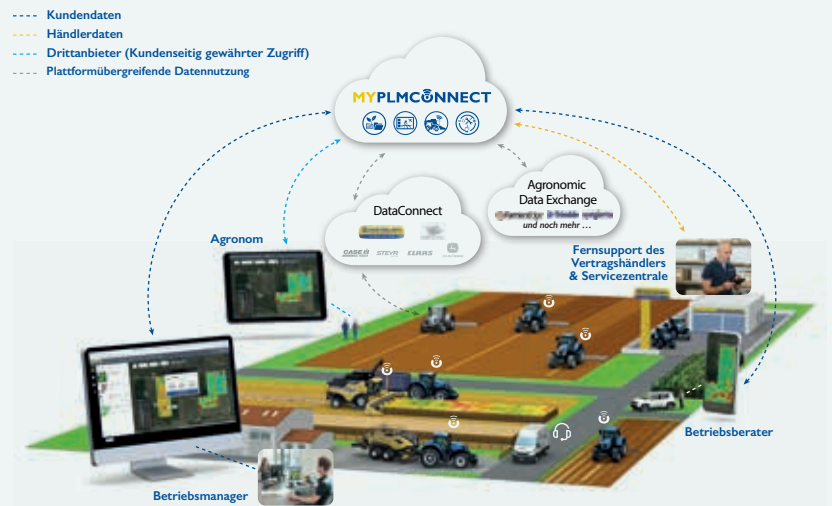 Kundendaten
Händlerdaten
Drittanbieter (Kundenseitig gewährter Zugriff)
Plattformübergreifende Datennutzung
MYPLMCONNECT
DataConnect
CASE IH
STEYR
CLAAS
Agronomic
Data Exchange
und noch mehr ...
Agronom
Fernsupport des
Vertragshändlers
& Servicezentrale
Betriebsberater
Betriebsmanager